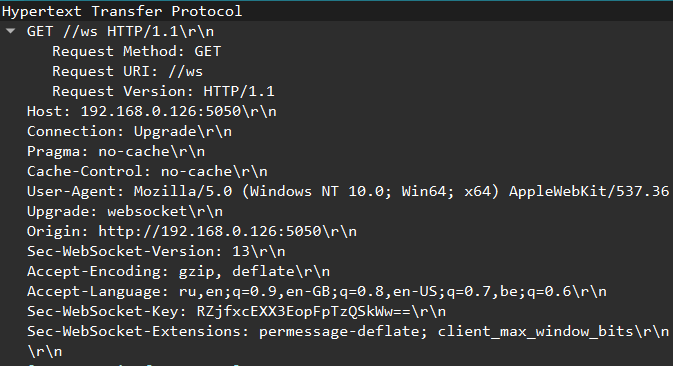 Hypertext Transfer Protocol
GET //ws HTTP/1.1\r\n
Request Method: GET
Request URI: //ws
Request Version: HTTP/1.1
Host: 192.168.0.126:5050\r\n
Connection: Upgrade\r\n
Pragma: no-cache\r\n
Cache-Control: no-cache\r\n
User-Agent: Mozilla/5.0 (Windows NT 10.0; Win64; x64) AppleWebKit/537.36
Upgrade: websocket\r\n
Origin: http://192.168.0.126:5050\r\n
Sec-WebSocket-Version: 13\r\n
Accept-Encoding: gzip, deflate\r\n
Accept-Language: ru,en;q=0.9,en-GB;q=0.8,en-US;q=0.7,be;q=0.6\r\n
Sec-WebSocket-Key: RZjfxcEXX3EopFpTzQSkWw==\r\n
Sec-WebSocket-Extensions: permessage-deflate; client_max_window_bits\r\n
\r\n